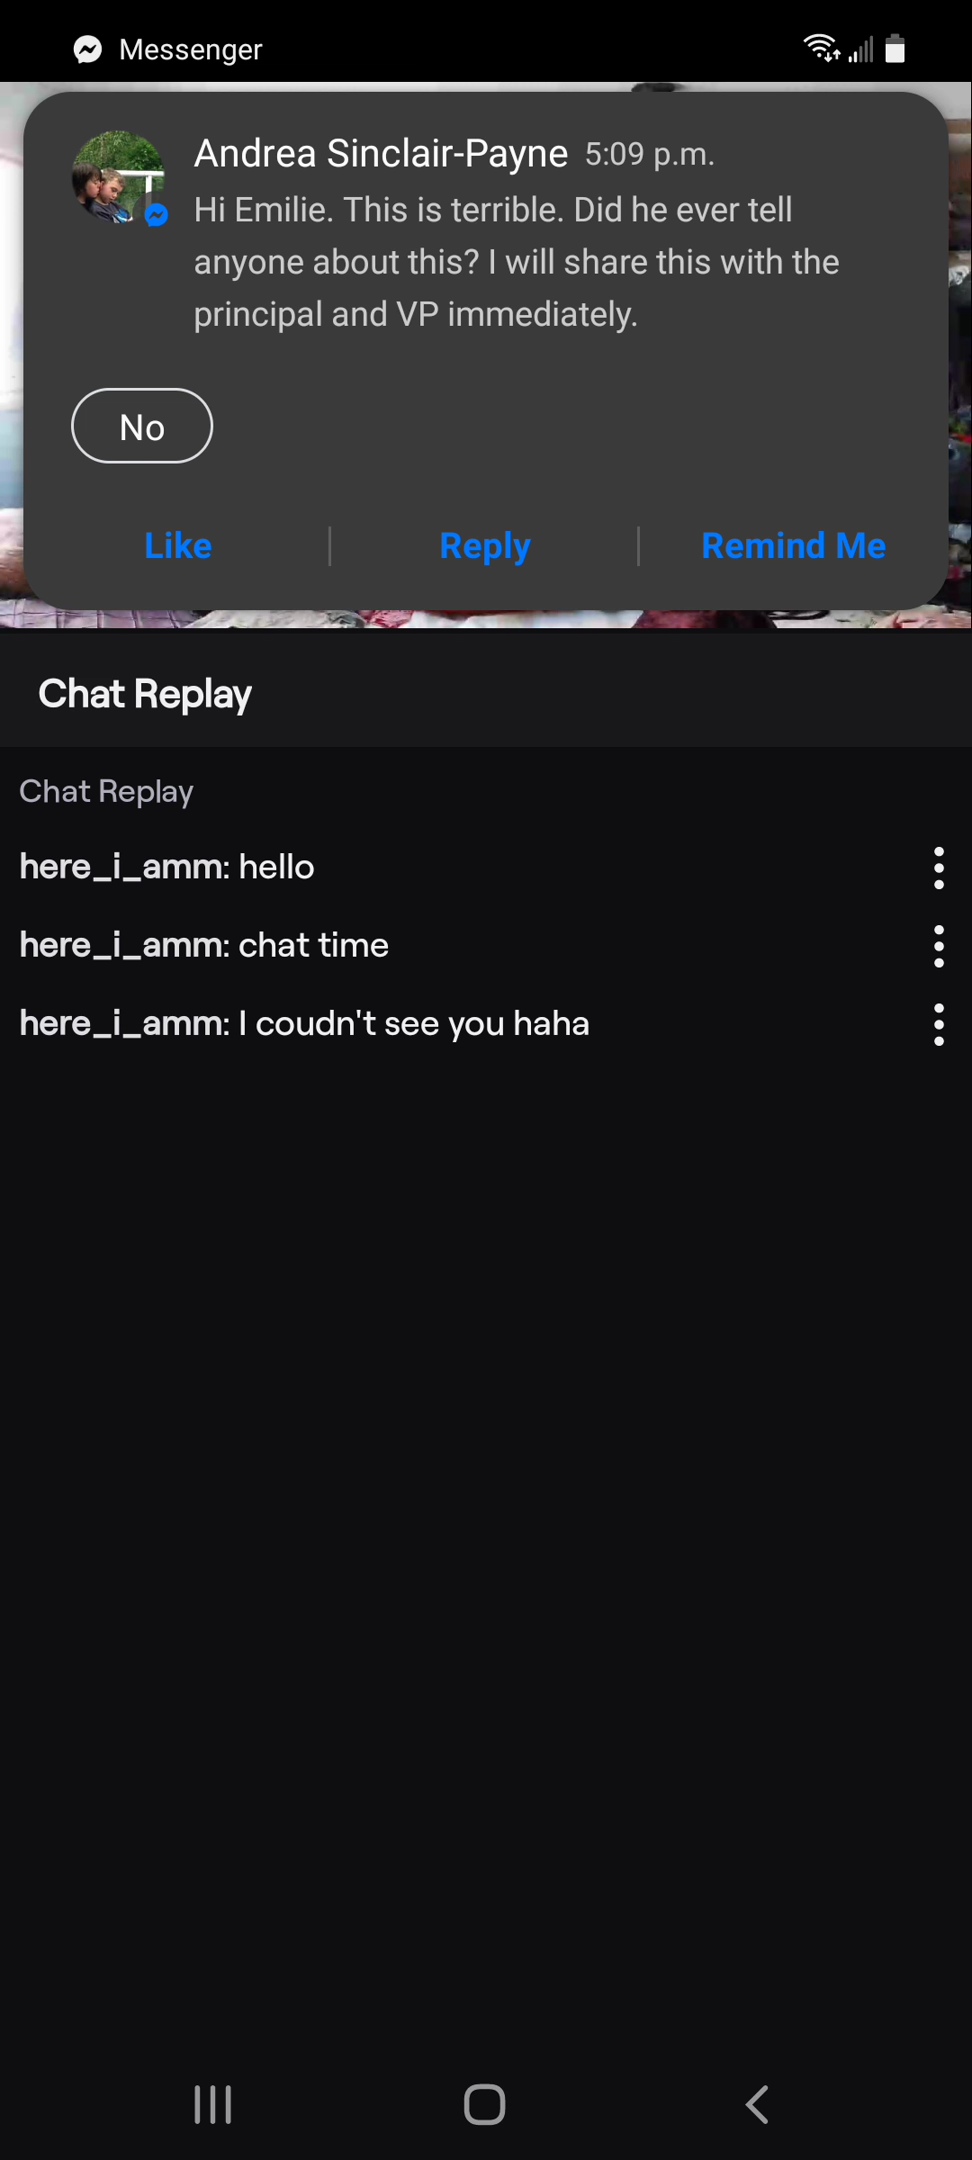 Messenger
Andrea Sinclair-Payne 5:09 p.m.
Hi Emilie. This is terrible. Did he ever tell
anyone about this? I will share this with the
principal and VP immediately.
No
Like
Reply
Remind Me
Chat Replay
Chat Replay
here_i_amm: hello
here_i_amm: chat time
here_i_amm: I coudn't see you haha